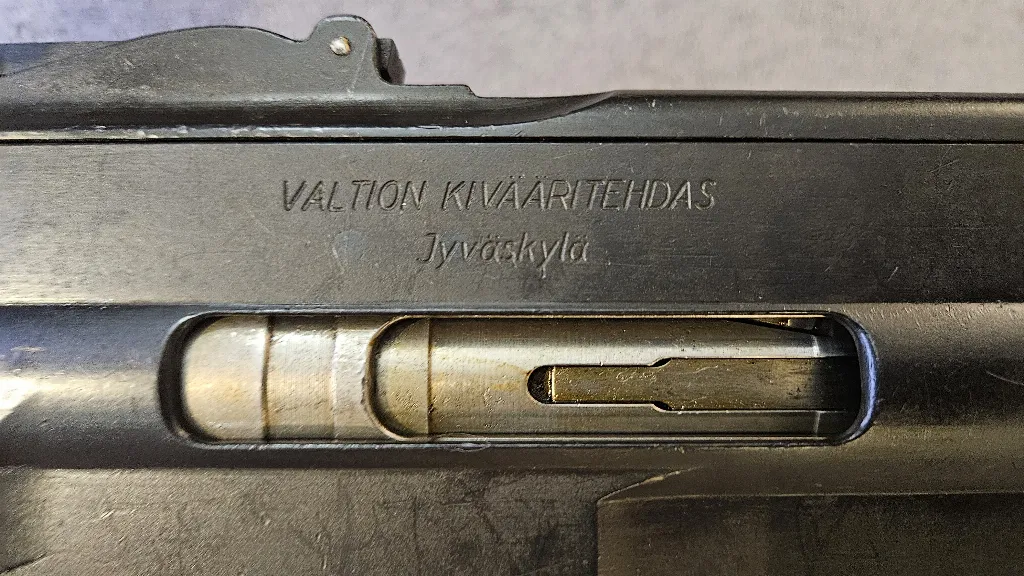 VALTION KIVÄÄRITEHDAS
Jyväskylä